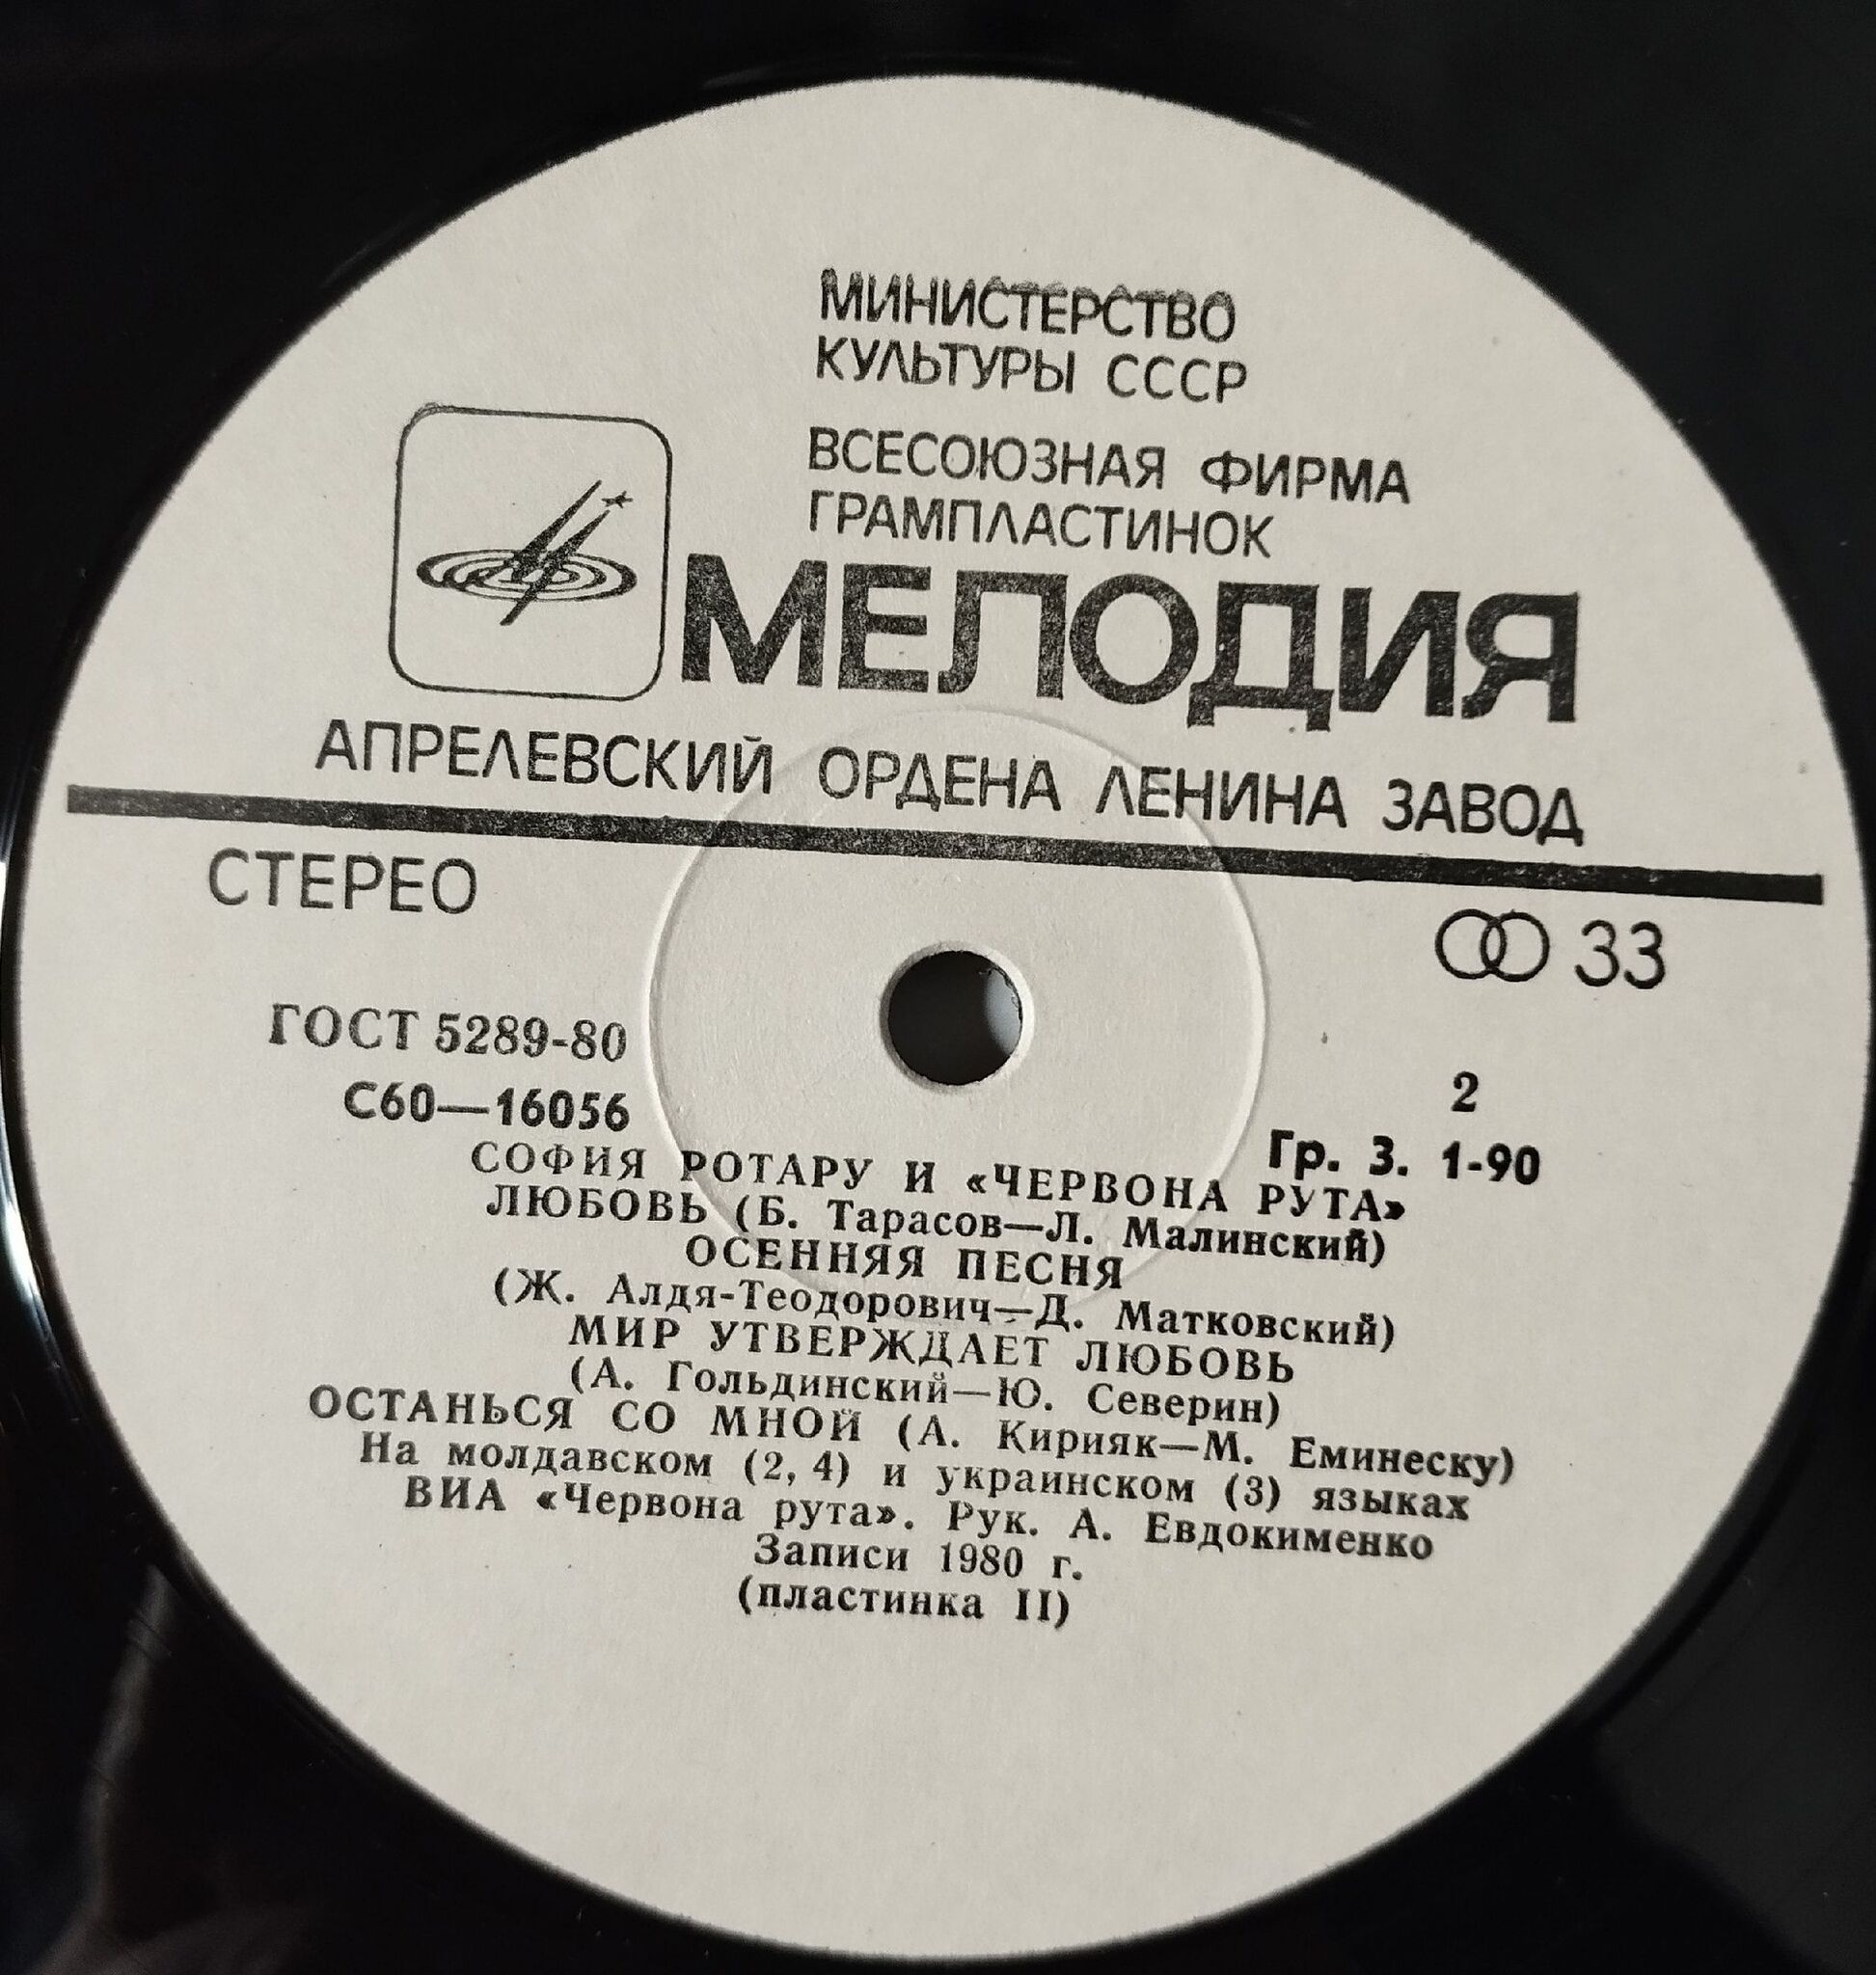 МИНИСТЕРСТВО
КУЛЬТУРЫ СССР
ВСЕСОЮЗНАЯ ФИРМА
ГРАМПЛАСТИНОК
МЕЛОДИЯ
АПРЕЛЕВСКИЙ ОРДЕНА ЛЕНИНА ЗАВОД
СТЕРЕО
33
ГОСТ 5289-80
С60—16056
2
Гр. 3. 1-90
СОФИЯ РОТАРУ И «ЧЕРВОНА РУТА»
ЛЮБОВЬ (Б. Тарасов—Л. Малинский)
ОСЕННЯЯ ПЕСНЯ
(Ж. Алдя-Теодорович—Д. Матковский)
МИР УТВЕРЖДАЕТ ЛЮБОВЬ
(А. Гольдинский—Ю. Северин)
ОСТАНЬСЯ СО МНОЙ (А. Кирияк—М. Еминеску)
На молдавском (2, 4) и украинском (3) языках
ВИА «Червона рута». Рук. А. Евдокименко
Записи 1980 г.
(пластинка II)